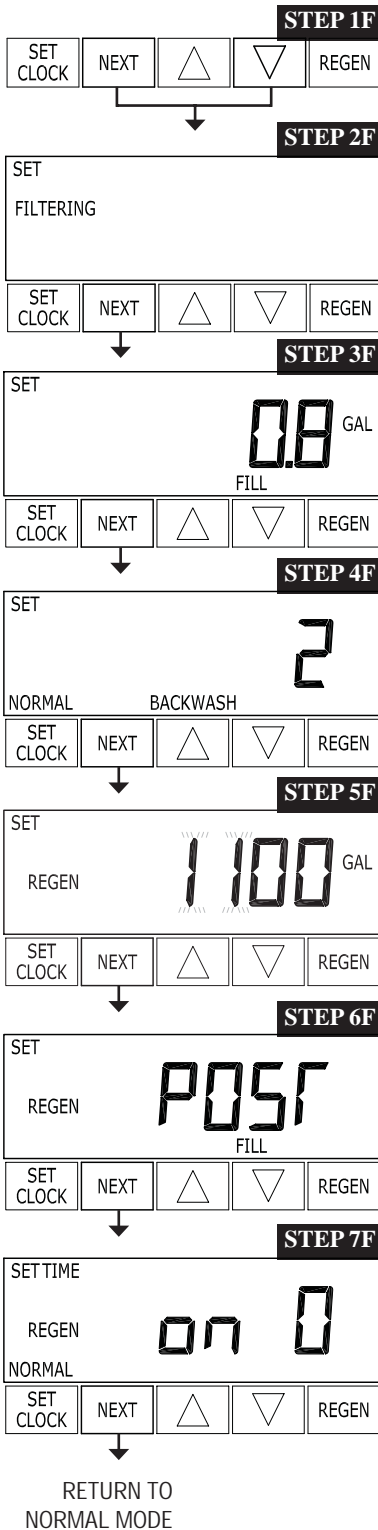 STEP 1F
SET CLOCK NEXT REGEN
STEP 2F
SET
FILTERING
SET CLOCK NEXT REGEN
STEP 3F
SET
0.8 GAL
FILL
SET CLOCK NEXT REGEN
STEP 4F
SET
2
NORMAL BACKWASH
SET CLOCK NEXT REGEN
STEP 5F
SET
REGEN 1100 GAL
SET CLOCK NEXT REGEN
STEP 6F
SET
REGEN POST
FILL
SET CLOCK NEXT REGEN
STEP 7F
SET TIME
REGEN on 0
NORMAL
SET CLOCK NEXT REGEN
RETURN TO
NORMAL MODE